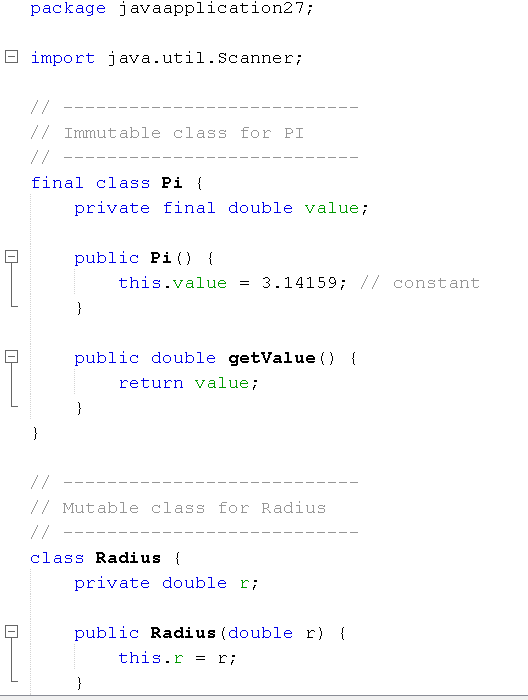 package javaapplication27;
import java.util.Scanner;
// ---------------------------
// Immutable class for PI
// ---------------------------
final class Pi {
    private final double value;
    public Pi() {
        this.value = 3.14159; // constant
    }
    public double getValue() {
        return value;
    }
}
// ---------------------------
// Mutable class for Radius
// ---------------------------
class Radius {
    private double r;
    public Radius(double r) {
        this.r = r;
    }